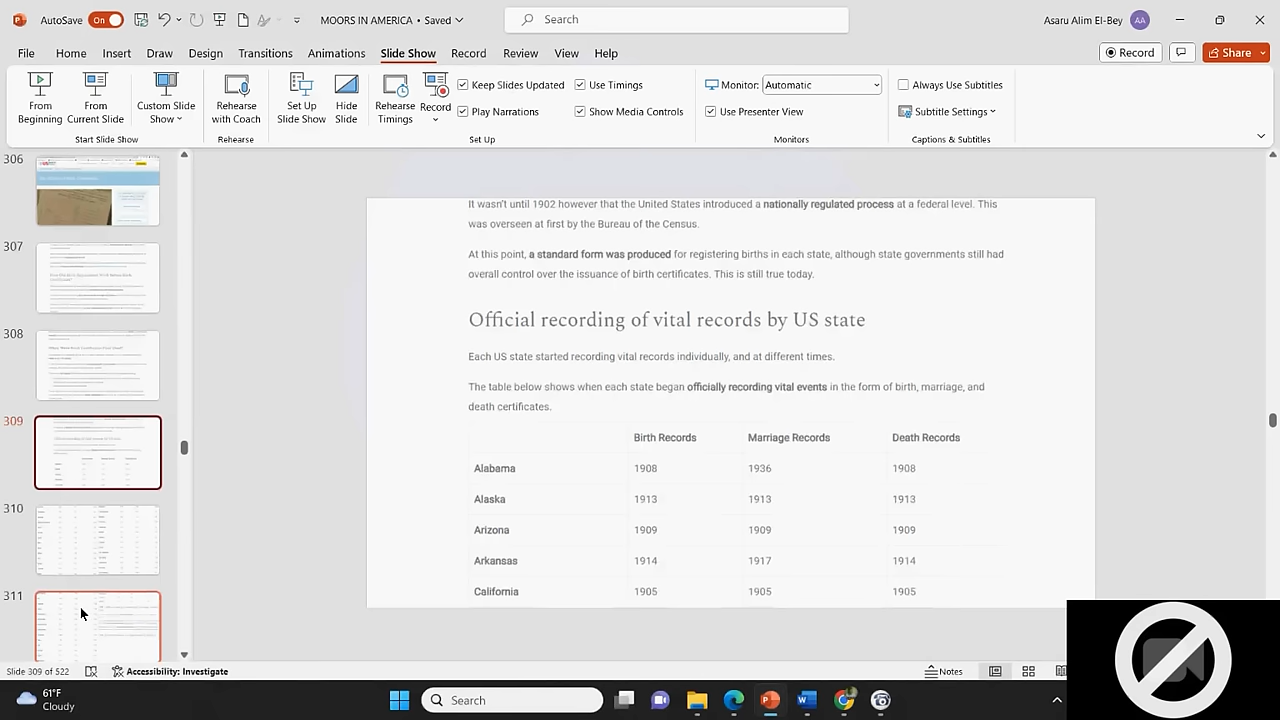 AutoSave On MOORS IN AMERICA • Saved Search Asaru Alim El-Bey AA
File Home Insert Draw Design Transitions Animations Slide Show Record Review View Help Record Share
From Beginning
From Current Slide
Custom Slide Show
Start Slide Show
Rehearse with Coach
Rehearse
Set Up Slide Show
Hide Slide
Rehearse Timings
Record
Keep Slides Updated
Use Timings
Play Narrations
Show Media Controls
Set Up
Monitor: Automatic
Use Presenter View
Monitors
Always Use Subtitles
Subtitle Settings
Captions & Subtitles
306
307
308
309
310
311
It wasn't until 1902 however that the United States introduced a nationally regulated process at a federal level. This
was overseen at first by the Bureau of the Census.
At this point, a standard form was produced for registering births in each state, although state governments still had
overall control over the issuance of birth certificates. This is still true today.
Official recording of vital records by US state
Each US state started recording vital records individually, and at different times.
The table below shows when each state began officially recording vital events in the form of birth, marriage, and
death certificates.
Birth Records Marriage Records Death Records
Alabama 1908 1936 1908
Alaska 1913 1913 1913
Arizona 1909 1909 1909
Arkansas 1914 1917 1914
California 1905 1905 1905
Slide 309 of 522 Accessibility: Investigate Notes
61°F
Cloudy
Search